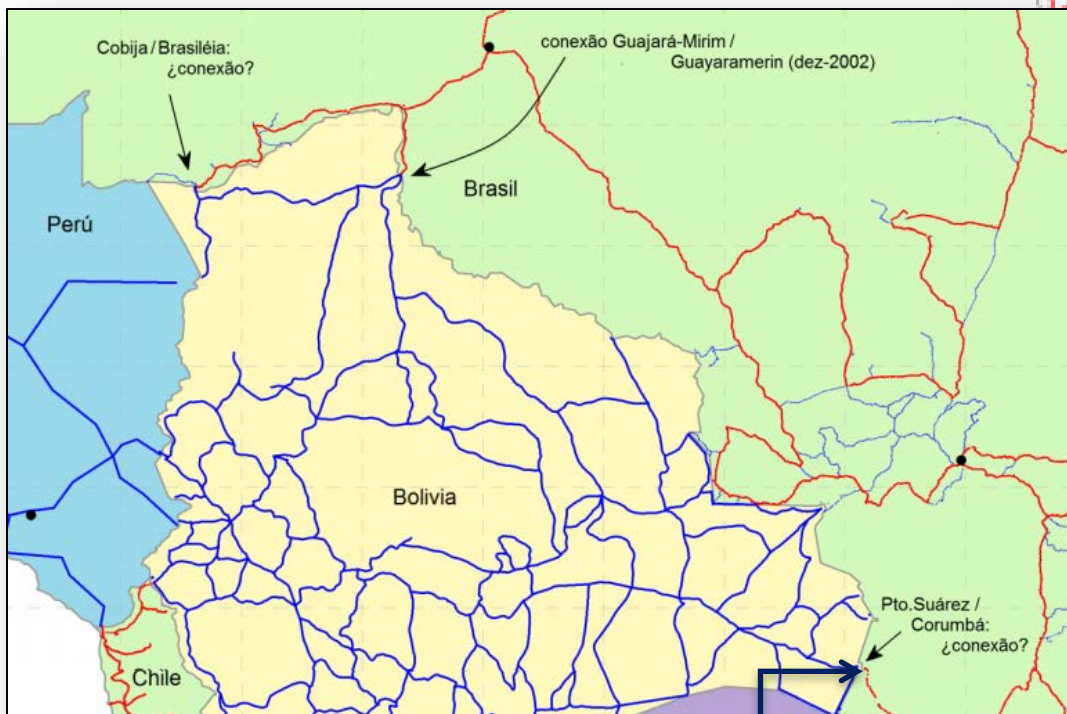 Cobija / Brasiléia:
¿conexão?
conexão Guajará-Mirim /
Guayaramerin (dez-2002)
Brasil
Perú
Bolivia
Pto.Suárez /
Corumbá:
¿conexão?
Chile